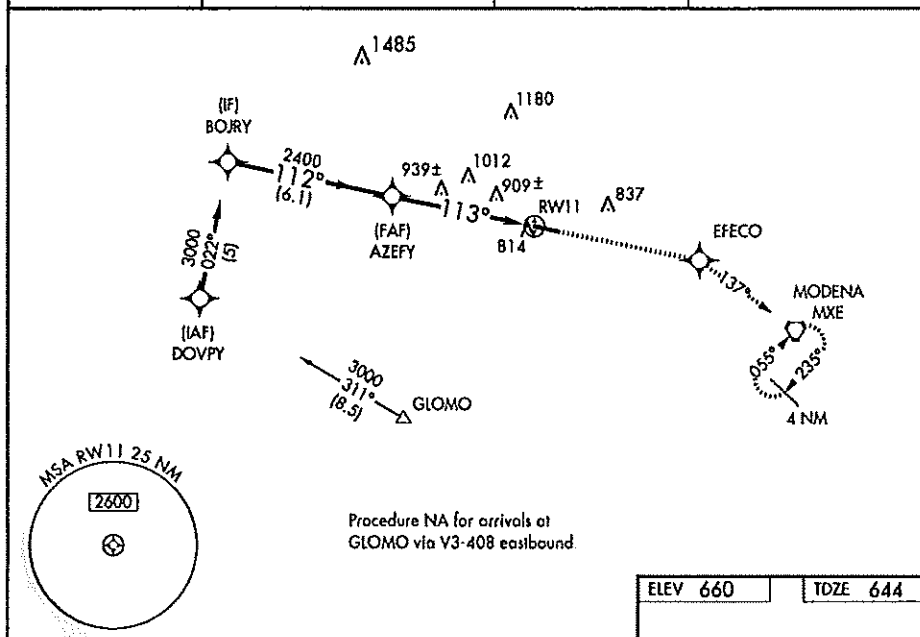 1485
1180
(IF)
BOJRY
2400
112°
(6.1)
939±
1012
909±
837
113°
RW11
814
(FAF)
AZEFY
EFECO
137°
3000
022°
(5)
MODENA
MXE
(IAF)
DOVPY
055°
235°
4 NM
3000
311°
(8.5)
GLOMO
MSA RW11 25 NM
2600
Procedure NA for arrivals at
GLOMO via V3-408 eastbound.
ELEV 660
TDZE 644